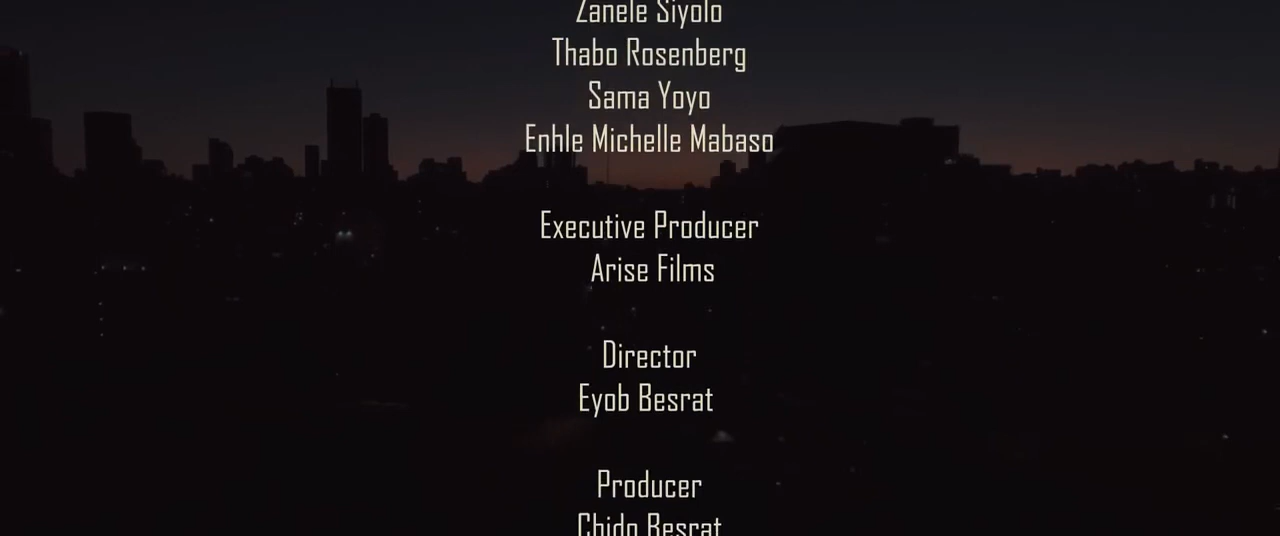 Zanele Siyolo
Thabo Rosenberg
Sama Yoyo
Enhle Michelle Mabaso
Executive Producer
Arise Films
Director
Eyob Besrat
Producer
Chido Besrat